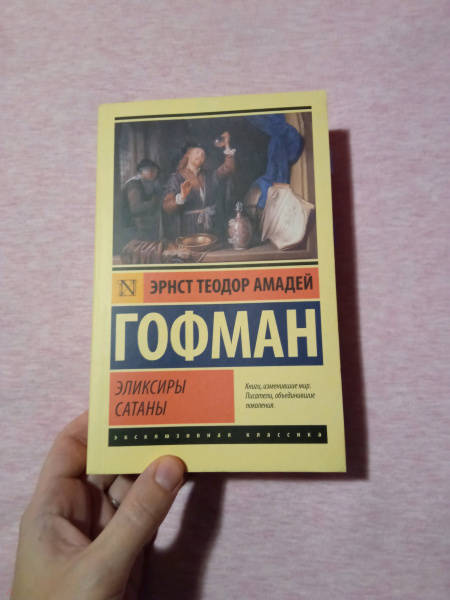 N
ЭРНСТ ТЕОДОР АМАДЕЙ
ГОФМАН
ЭЛИКСИРЫ
САТАНЫ
Книги, изменившие мир.
Писатели, объединившие
поколения.
эксклюзивная классика